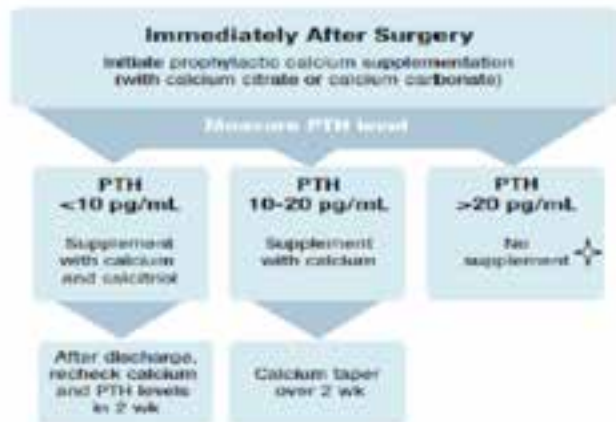 Immediately After Surgery
Initiate prophylactic calcium supplementation
(with calcium citrate or calcium carbonate)
Measure PTH level
PTH
<10 pg/mL
Supplement
with calcium
and calcitriol
PTH
10-20 pg/mL
Supplement
with calcium
PTH
>20 pg/mL
No
supplement
After discharge,
recheck calcium
and PTH levels
in 2 wk
Calcium taper
over 2 wk